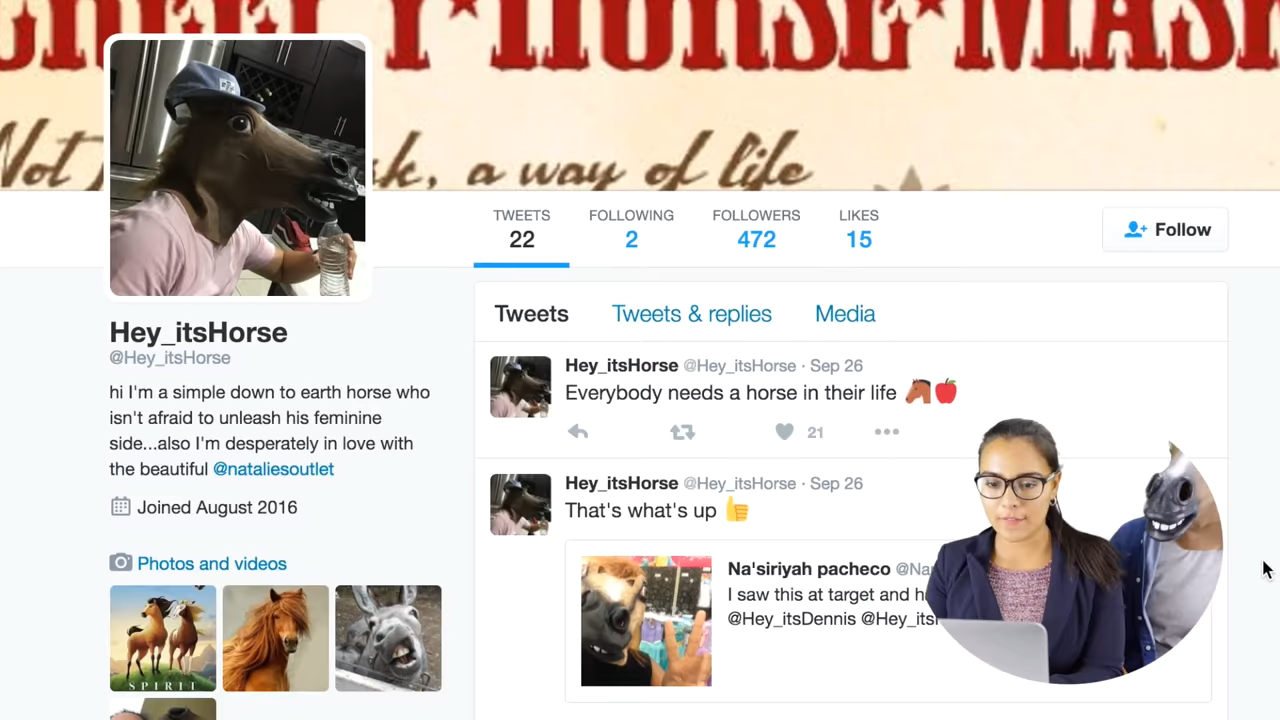 HORSE*MASK
Not a way of life
TWEETS FOLLOWING FOLLOWERS LIKES
22 2 472 15
Follow
Tweets Tweets & replies Media
Hey_itsHorse
@Hey_itsHorse
hi I'm a simple down to earth horse who
isn't afraid to unleash his feminine
side...also I'm desperately in love with
the beautiful @nataliesoutlet
Joined August 2016
Photos and videos
SPIRIT
Hey_itsHorse @Hey_itsHorse · Sep 26
Everybody needs a horse in their life 🐴🍎
21
Hey_itsHorse @Hey_itsHorse · Sep 26
That's what's up 👍
Na'siriyah pacheco
I saw this at target and
@Hey_itsDennis